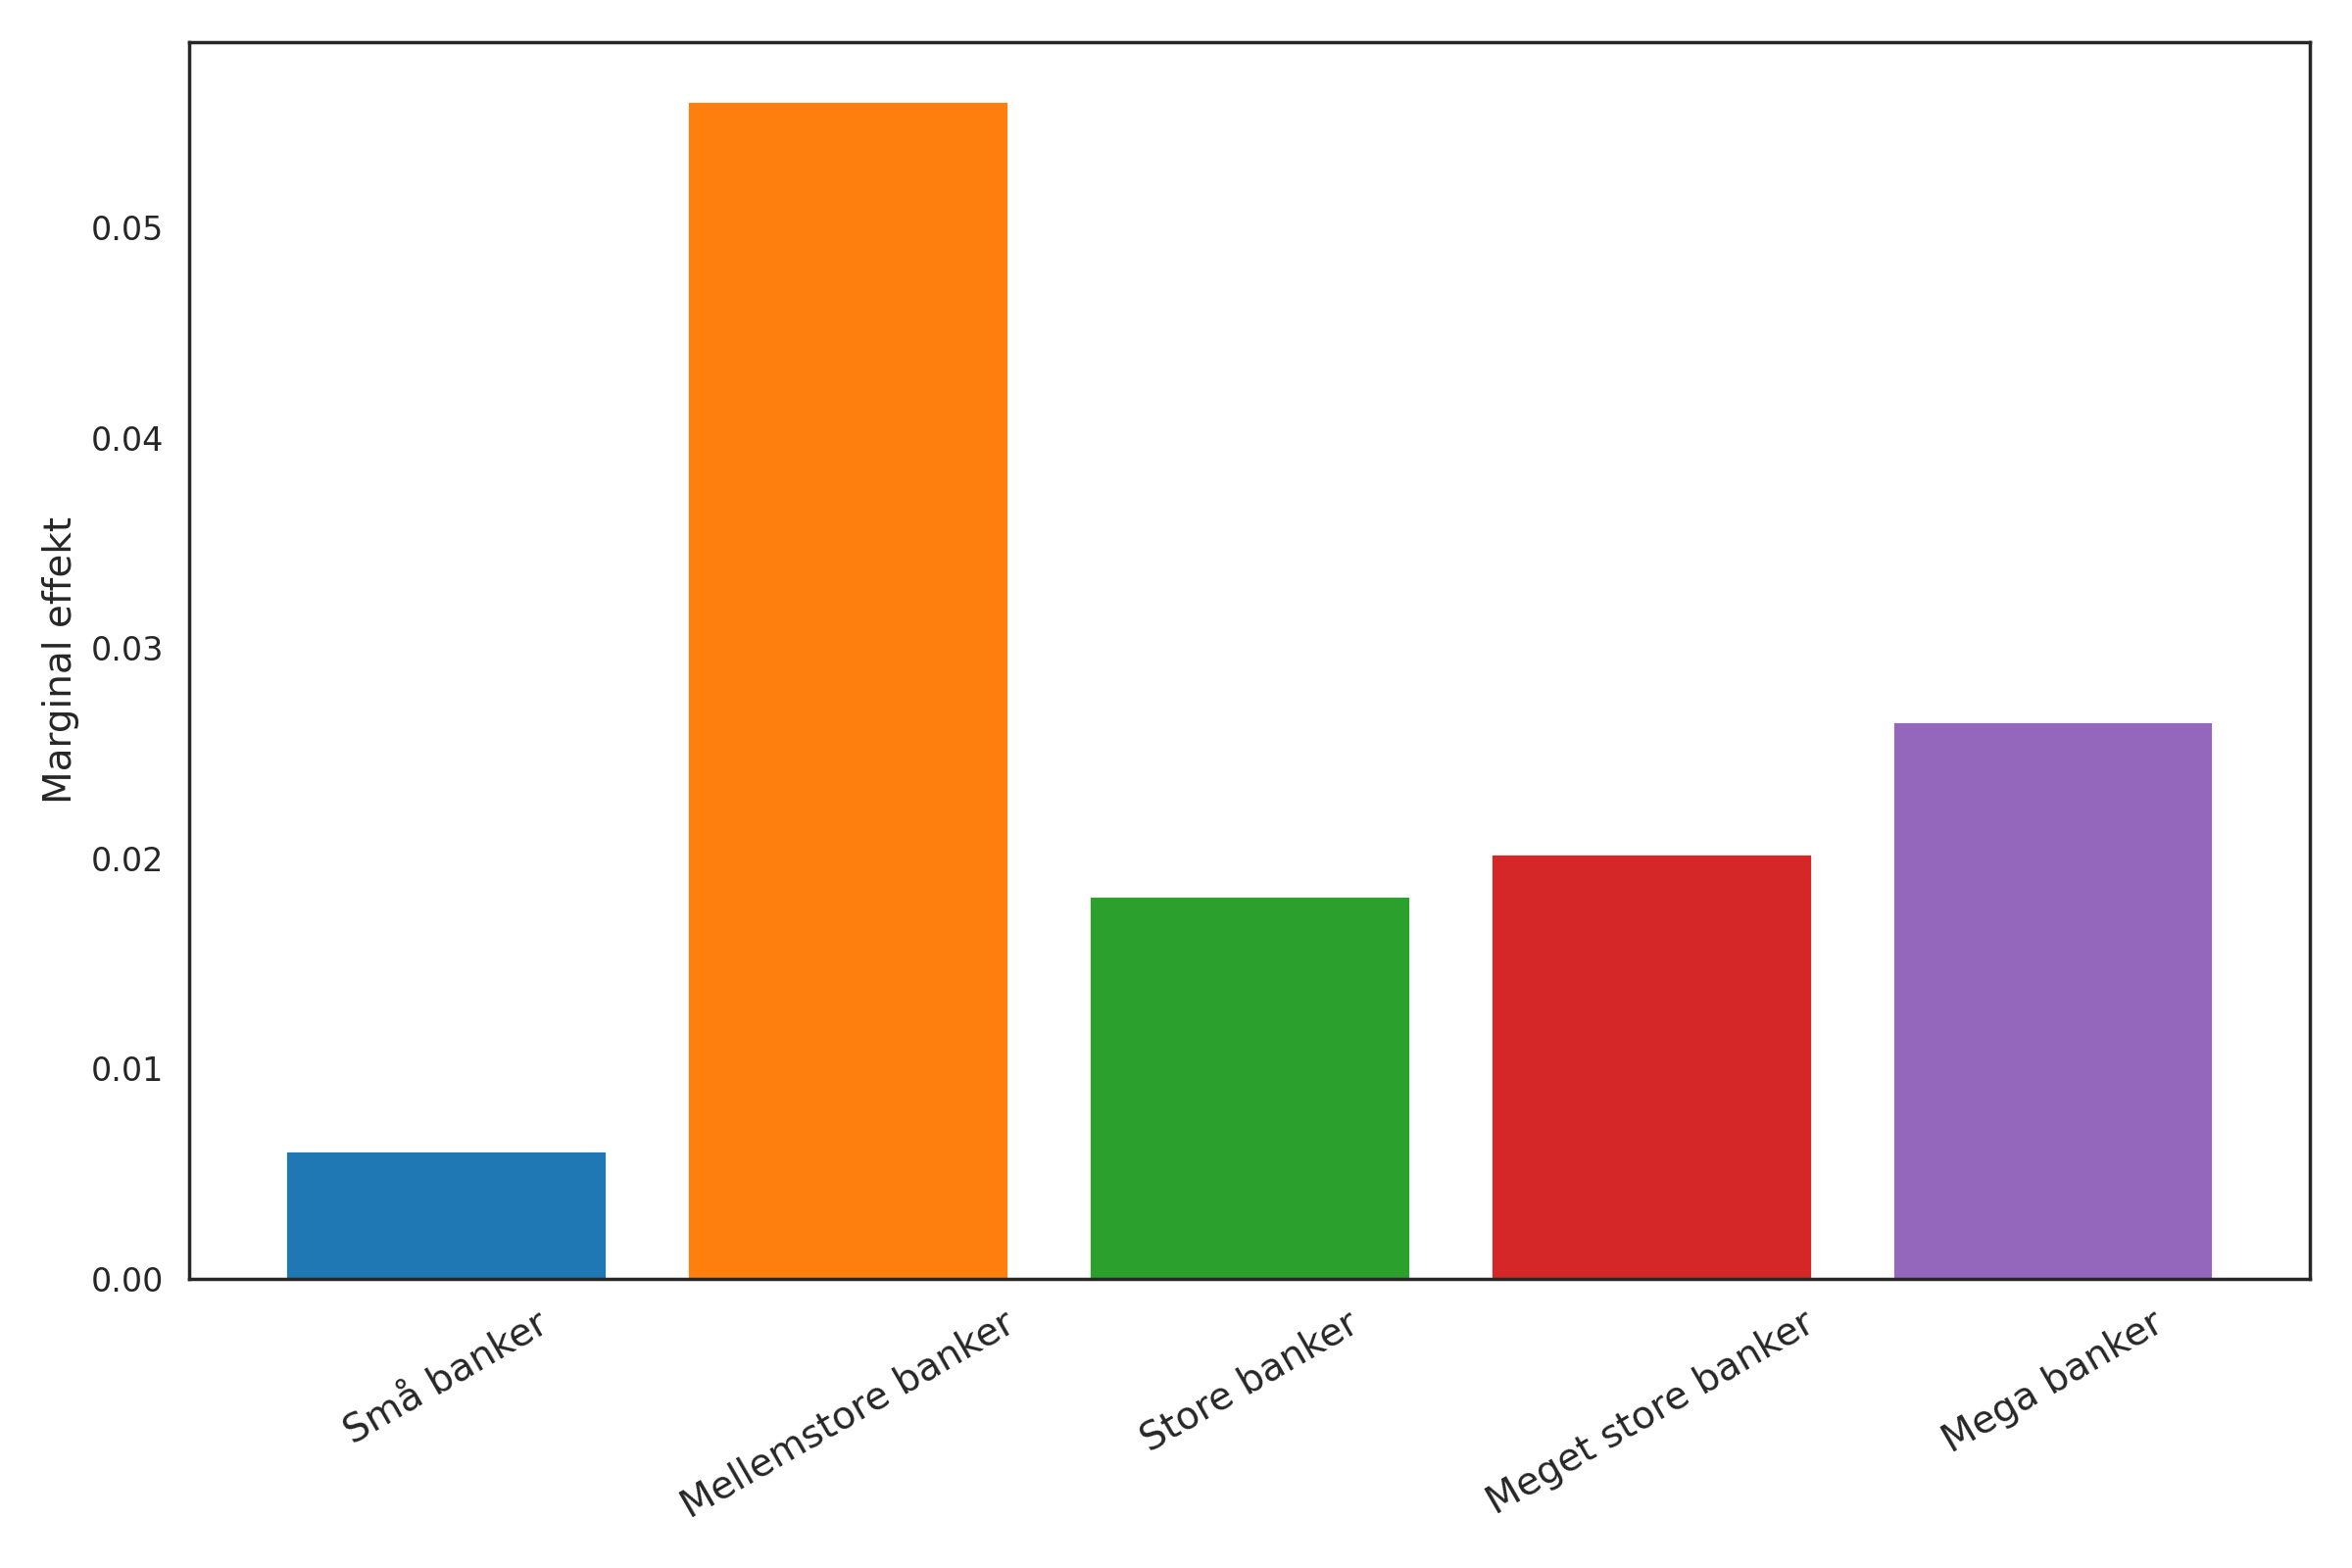 Marginal effekt
0.05
0.04
0.03
0.02
0.01
0.00
Små banker
Mellemstore banker
Store banker
Meget store banker
Mega banker